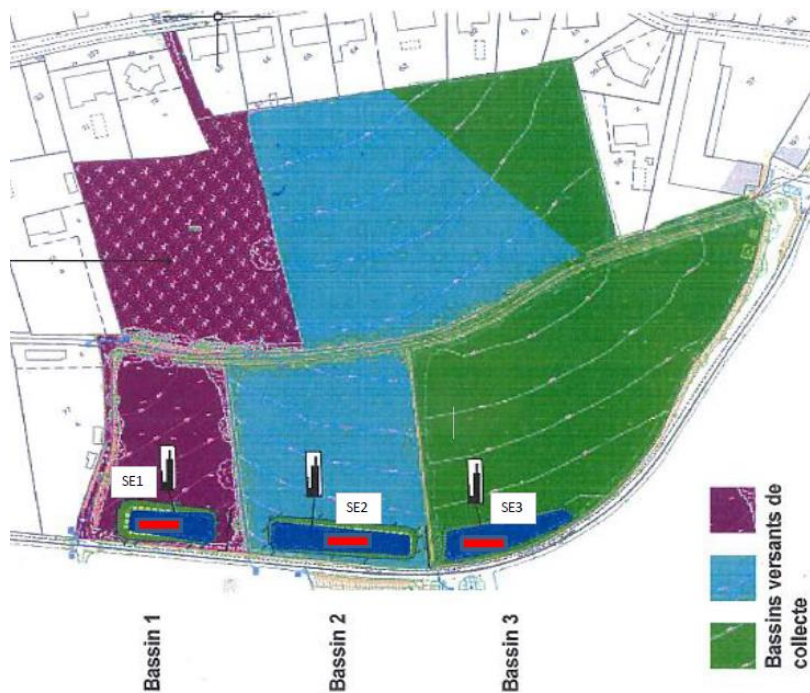 SE1
SE2
SE3
Bassin 1
Bassin 2
Bassin 3
Bassins versants de
collecte